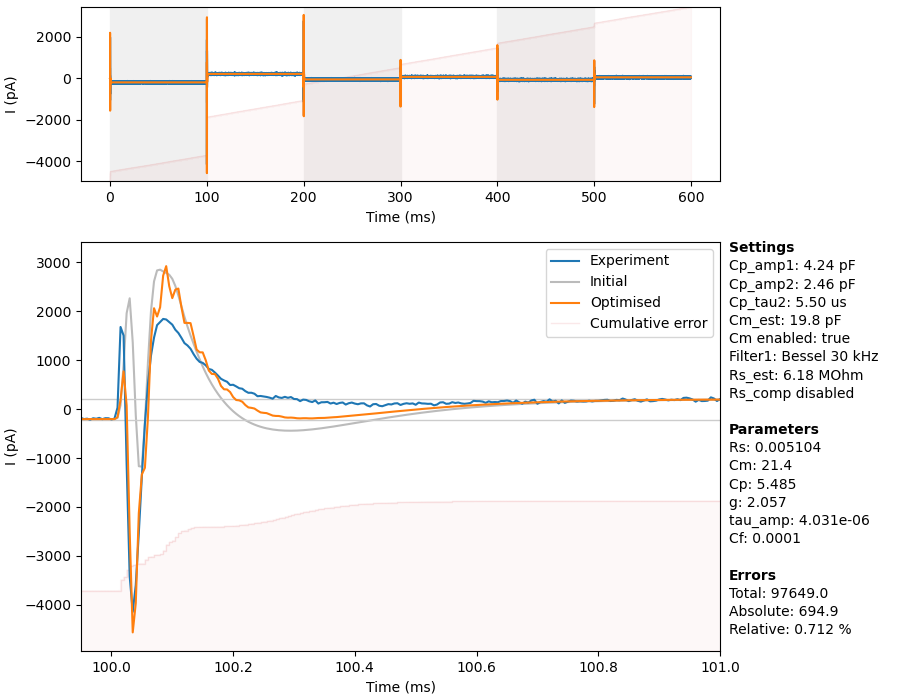 2000
0
−2000
−4000
I (pA)
0
100
200
300
400
500
600
Time (ms)
3000
2000
1000
0
−1000
−2000
−3000
−4000
I (pA)
100.0
100.2
100.4
100.6
100.8
101.0
Time (ms)
Experiment
Initial
Optimised
Cumulative error
Settings
Cp_amp1: 4.24 pF
Cp_amp2: 2.46 pF
Cp_tau2: 5.50 us
Cm_est: 19.8 pF
Cm enabled: true
Filter1: Bessel 30 kHz
Rs_est: 6.18 MOhm
Rs_comp disabled
Parameters
Rs: 0.005104
Cm: 21.4
Cp: 5.485
g: 2.057
tau_amp: 4.031e-06
Cf: 0.0001
Errors
Total: 97649.0
Absolute: 694.9
Relative: 0.712 %